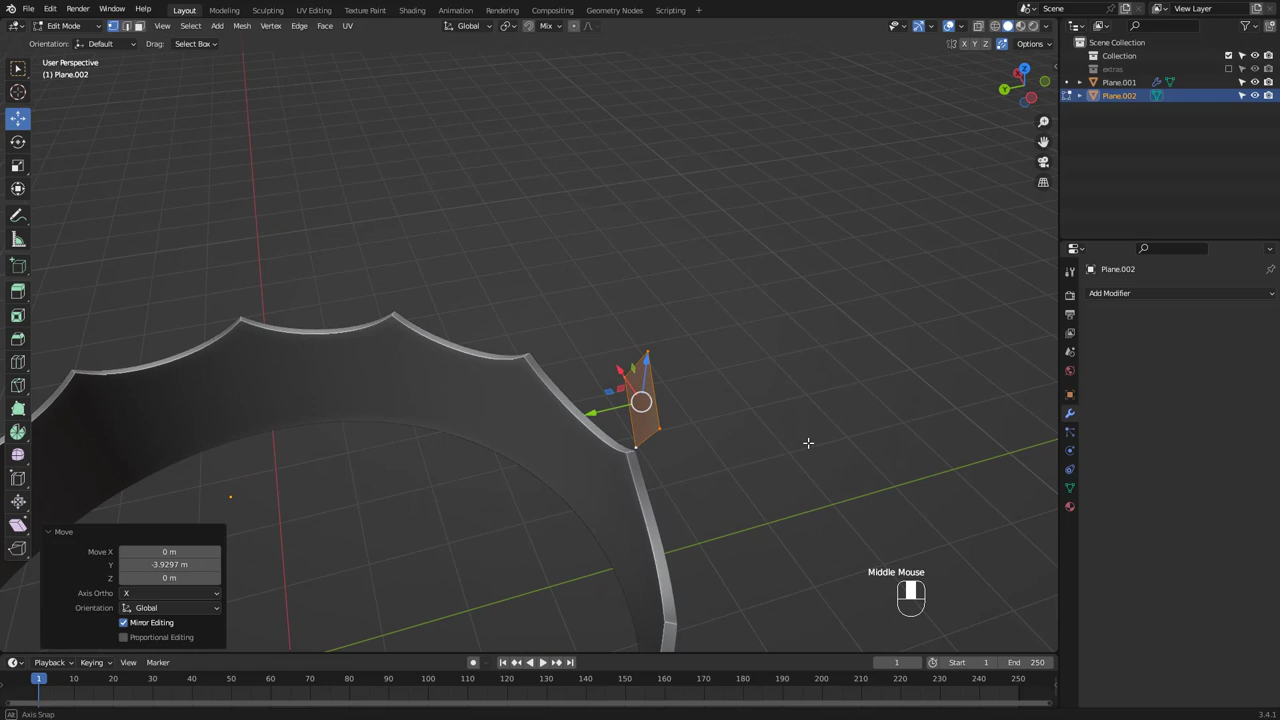 File Edit Render Window Help Layout Modeling Sculpting UV Editing Texture Paint Shading Animation Rendering Compositing Geometry Nodes Scripting Scene View Layer
Edit Mode View Select Add Mesh Vertex Edge Face UV Global Mix
Orientation: Default Drag: Select Box X Y Z Options
User Perspective
(1) Plane.002
Scene Collection
Collection
extras
Plane.001
Plane.002
Plane.002
Add Modifier
Z
X
Y
Move
Move X 0 m
Y -3.9297 m
Z 0 m
Axis Ortho X
Orientation Global
Mirror Editing
Proportional Editing
Middle Mouse
Playback Keying View Marker 1 Start 1 End 250
1 10 20 30 40 50 60 70 80 90 100 110 120 130 140 150 160 170 180 190 200 210 220 230 240 250
Alt Axis Snap 3.4.1